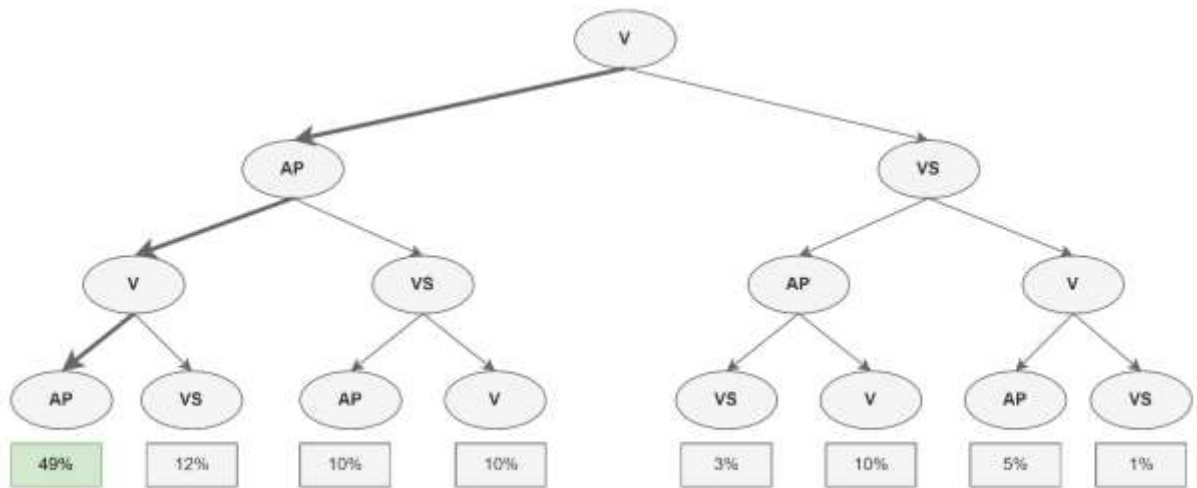 V
AP VS
V VS AP V
AP VS AP V VS V AP VS
49% 12% 10% 10% 3% 10% 5% 1%